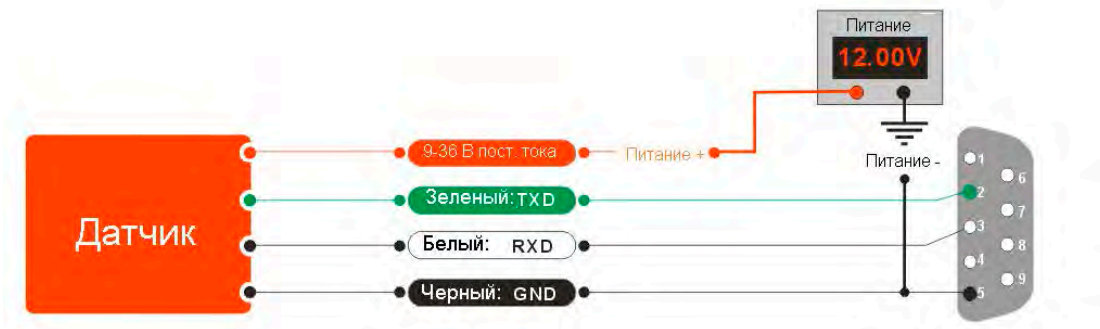 Питание
12.00V
9-36 В пост. тока
Питание +
Питание -
Зеленый: TXD
Датчик
Белый: RXD
Черный: GND
1
2
3
4
5
6
7
8
9